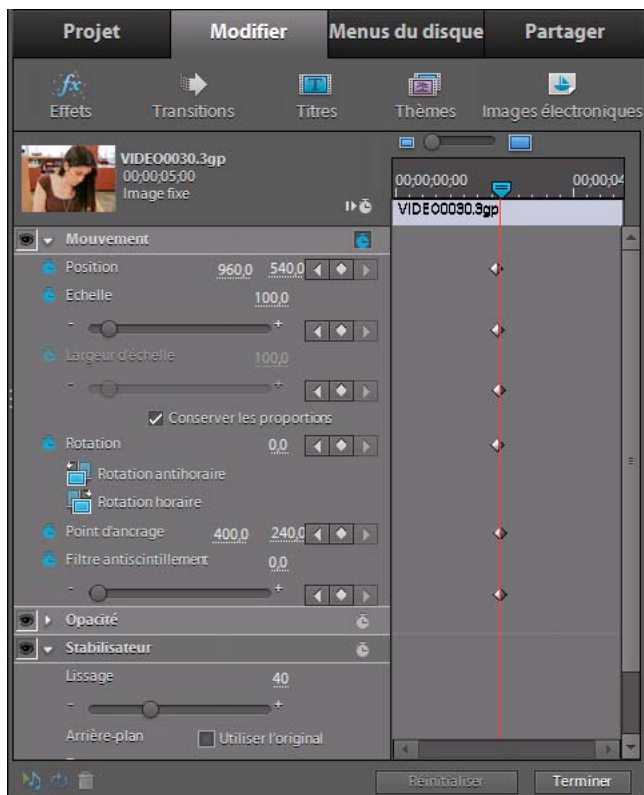 Projet Modifier Menus du disque Partager
Effets Transitions Titres Thèmes Images électroniques
VIDEO0030.3gp
00;00;05;00
Image fixe
00;00;00;00 00;00;04
VIDEO0030.3gp
Mouvement
Position 960,0 540,0
Echelle 100,0
- +
Largeur d'échelle 100,0
- +
Conserver les proportions
Rotation 0,0
Rotation antihoraire
Rotation horaire
Point d'ancrage 400,0 240,0
Filtre antiscintillement 0,0
- +
Opacité
Stabilisateur
Lissage 40
- +
Arrière-plan Utiliser l'original
Réinitialiser Terminer